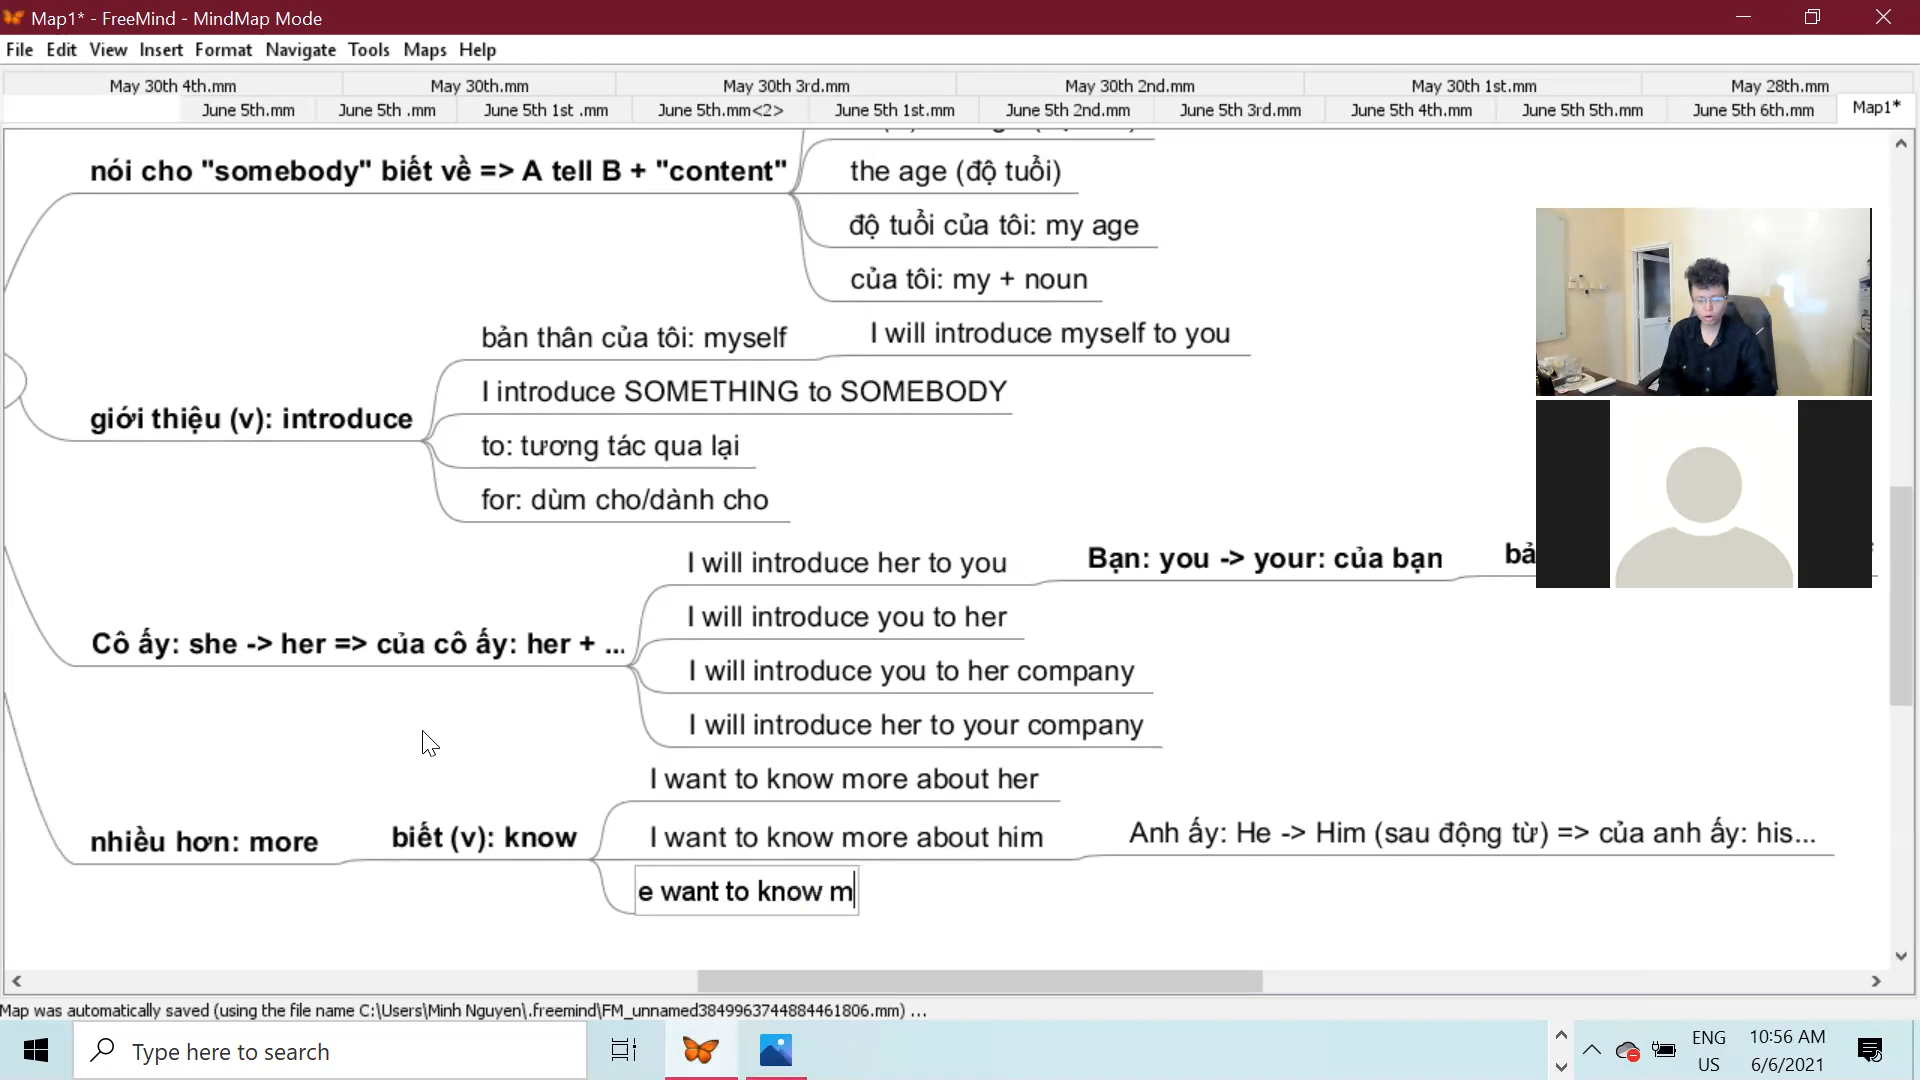 Map1* - FreeMind - MindMap Mode
File Edit View Insert Format Navigate Tools Maps Help
May 30th 4th.mm May 30th.mm May 30th 3rd.mm May 30th 2nd.mm May 30th 1st.mm May 28th.mm
June 5th.mm June 5th .mm June 5th 1st .mm June 5th.mm<2> June 5th 1st.mm June 5th 2nd.mm June 5th 3rd.mm June 5th 4th.mm June 5th 5th.mm June 5th 6th.mm Map1*
nói cho "somebody" biết về => A tell B + "content"
the age (độ tuổi)
độ tuổi của tôi: my age
của tôi: my + noun
giới thiệu (v): introduce
bản thân của tôi: myself
I will introduce myself to you
I introduce SOMETHING to SOMEBODY
to: tương tác qua lại
for: dùm cho/dành cho
Cô ấy: she -> her => của cô ấy: her + ...
I will introduce her to you
Bạn: you -> your: của bạn
I will introduce you to her
I will introduce you to her company
I will introduce her to your company
nhiều hơn: more
biết (v): know
I want to know more about her
I want to know more about him
Anh ấy: He -> Him (sau động từ) => của anh ấy: his...
e want to know m
Map was automatically saved (using the file name C:\Users\Minh Nguyen\.freemind\FM_unnamed3849963744884461806.mm) ...
Type here to search
ENG
US
10:56 AM
6/6/2021